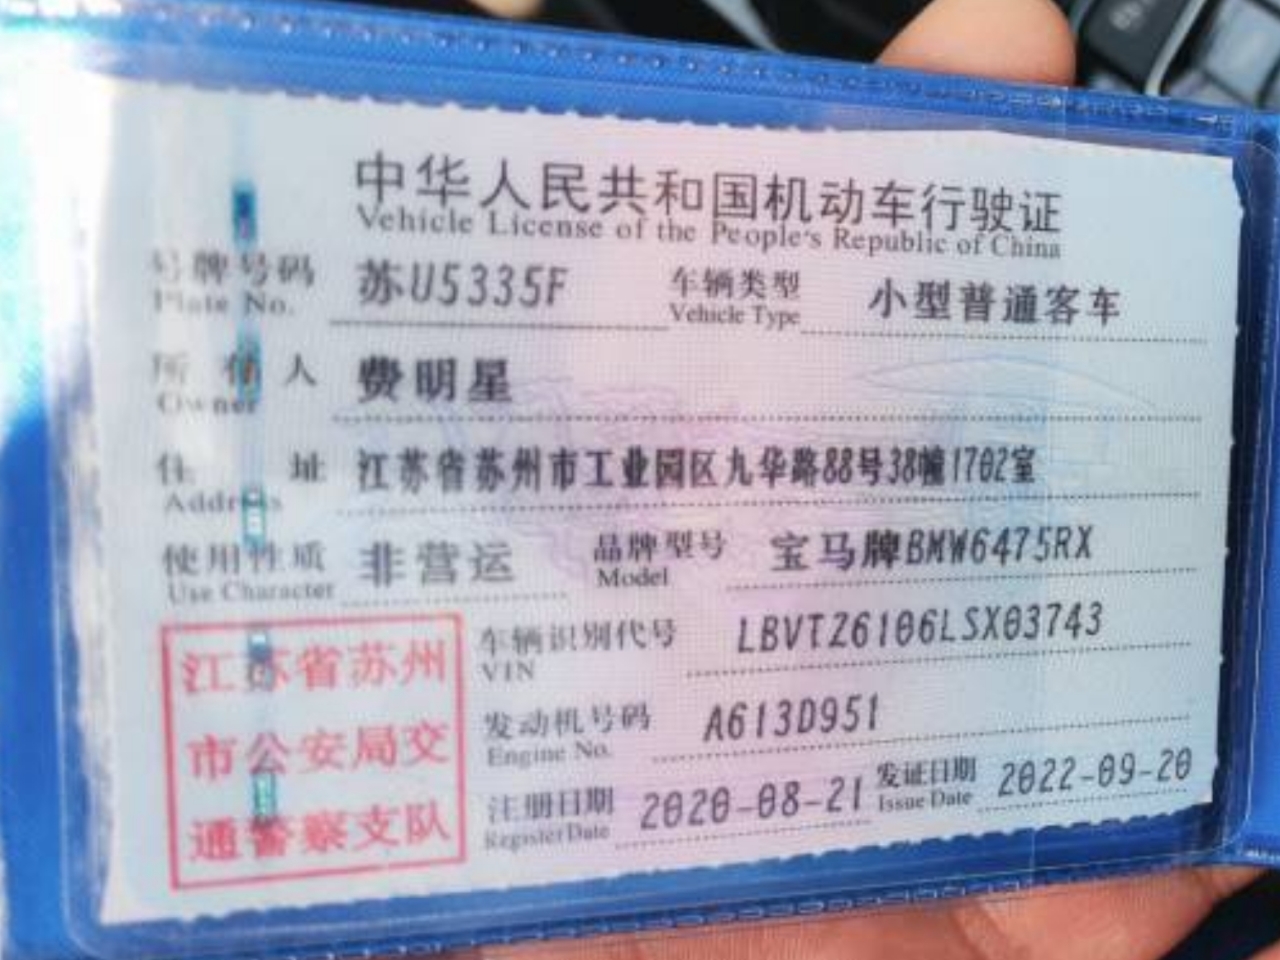 中华人民共和国机动车行驶证
Vehicle License of the People's Republic of China
号牌号码 苏U5335F 车辆类型 小型普通客车
Plate No. Vehicle Type
所有人 费明星
Owner
住址 江苏省苏州市工业园区九华路88号38幢1702室
Address
使用性质 非营运 品牌型号 宝马牌BMW6475RX
Use Character Model
江苏省苏州市公安局交通警察支队
车辆识别代号 LBVTZ6106LSX03743
VIN
发动机号码 A613D951
Engine No.
注册日期 2020-08-21 发证日期 2022-09-20
Register Date Issue Date